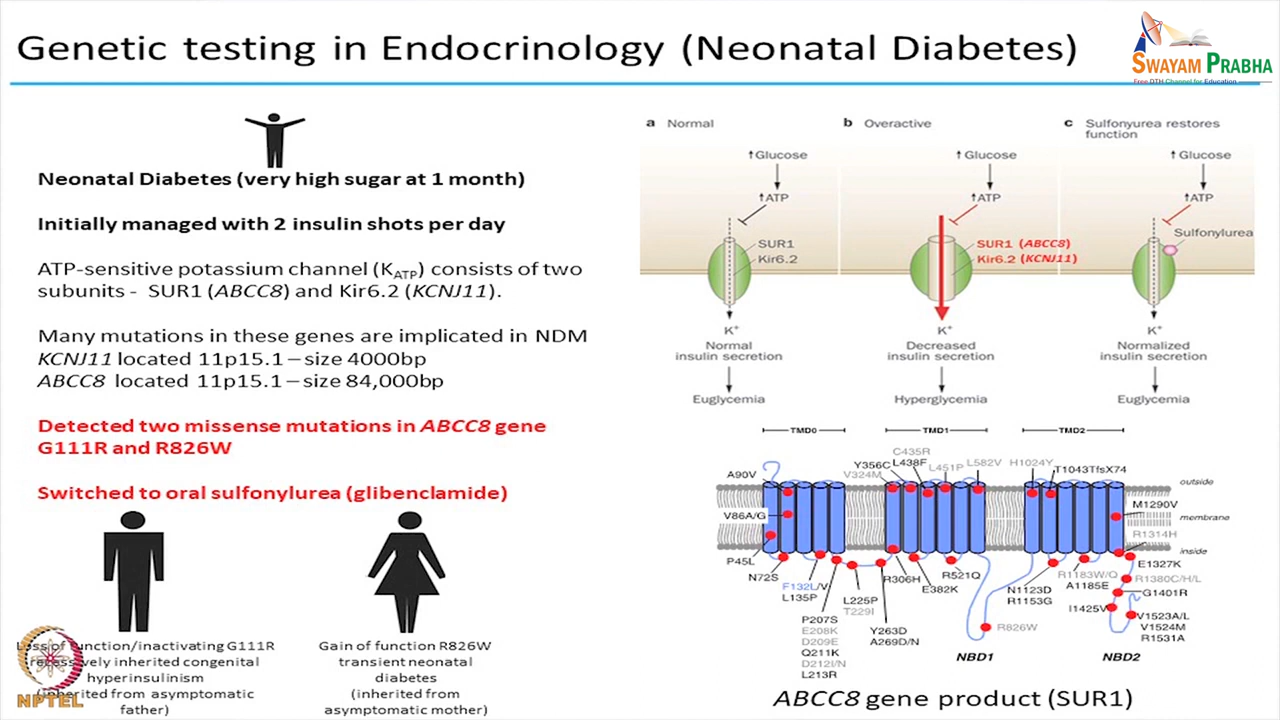 Genetic testing in Endocrinology (Neonatal Diabetes)
SWAYAM PRABHA
Free DTH Channel for Education
Neonatal Diabetes (very high sugar at 1 month)
Initially managed with 2 insulin shots per day
ATP-sensitive potassium channel (KATP) consists of two
subunits - SUR1 (ABCC8) and Kir6.2 (KCNJ11).
Many mutations in these genes are implicated in NDM
KCNJ11 located 11p15.1 – size 4000bp
ABCC8 located 11p15.1 – size 84,000bp
Detected two missense mutations in ABCC8 gene
G111R and R826W
Switched to oral sulfonylurea (glibenclamide)
Loss of function/inactivating G111R
recessively inherited congenital
hyperinsulinism
(inherited from asymptomatic
father)
NPTEL
Gain of function R826W
transient neonatal
diabetes
(inherited from
asymptomatic mother)
a Normal
↑Glucose
↑ATP
SUR1
Kir6.2
K+
Normal
insulin secretion
Euglycemia
b Overactive
↑Glucose
↑ATP
SUR1 (ABCC8)
Kir6.2 (KCNJ11)
K+
Decreased
insulin secretion
Hyperglycemia
c Sulfonylurea restores
function
↑Glucose
↑ATP
Sulfonylurea
K+
Normalized
insulin secretion
Euglycemia
TMD0
TMD1
TMD2
A90V
V86A/G
P45L
N72S
F132L/V
L135P
P207S
E208K
D209E
Q211K
D212I/N
L213R
L225P
T229I
Y263D
A269D/N
R306H
V324M
Y356C
C435R
L438F
L451P
L582V
E382K
R521Q
R826W
NBD1
H1024Y
T1043TfsX74
N1123D
R1153G
R1183W/Q
A1185E
outside
M1290V
membrane
R1314H
inside
E1327K
R1380C/H/L
G1401R
I1425V
V1523A/L
V1524M
R1531A
NBD2
ABCC8 gene product (SUR1)